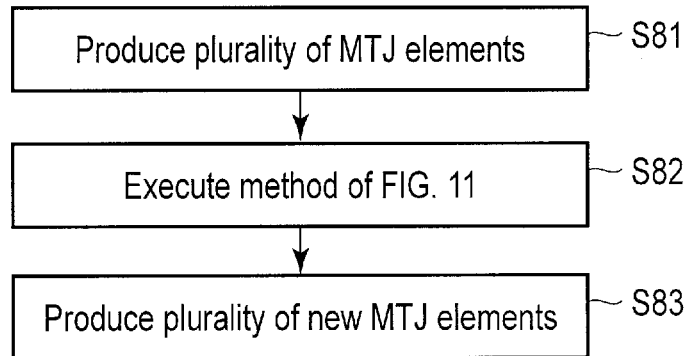 Produce plurality of MTJ elements S81
Execute method of FIG. 11 S82
Produce plurality of new MTJ elements S83